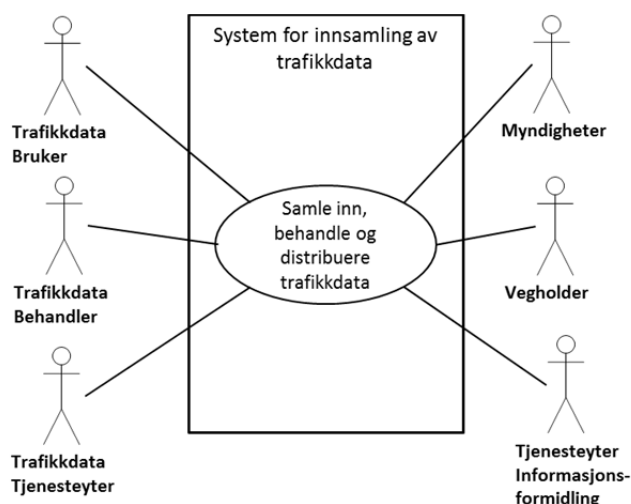 System for innsamling av
trafikkdata
Trafikkdata
Bruker
Myndigheter
Samle inn,
behandle og
distribuere
trafikkdata
Trafikkdata
Behandler
Vegholder
Trafikkdata
Tjenesteyter
Tjenesteyter
Informasjons-
formidling